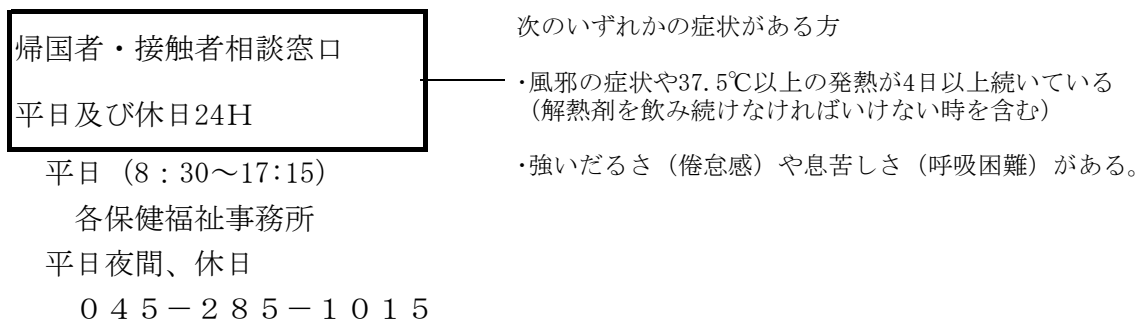 帰国者・接触者相談窓口
平日及び休日24H
平日(8:30～17:15)
各保健福祉事務所
平日夜間、休日
０４５－２８５－１０１５
次のいずれかの症状がある方
・風邪の症状や37.5℃以上の発熱が4日以上続いている
(解熱剤を飲み続けなければいけない時を含む)
・強いだるさ(倦怠感)や息苦しさ(呼吸困難)がある。